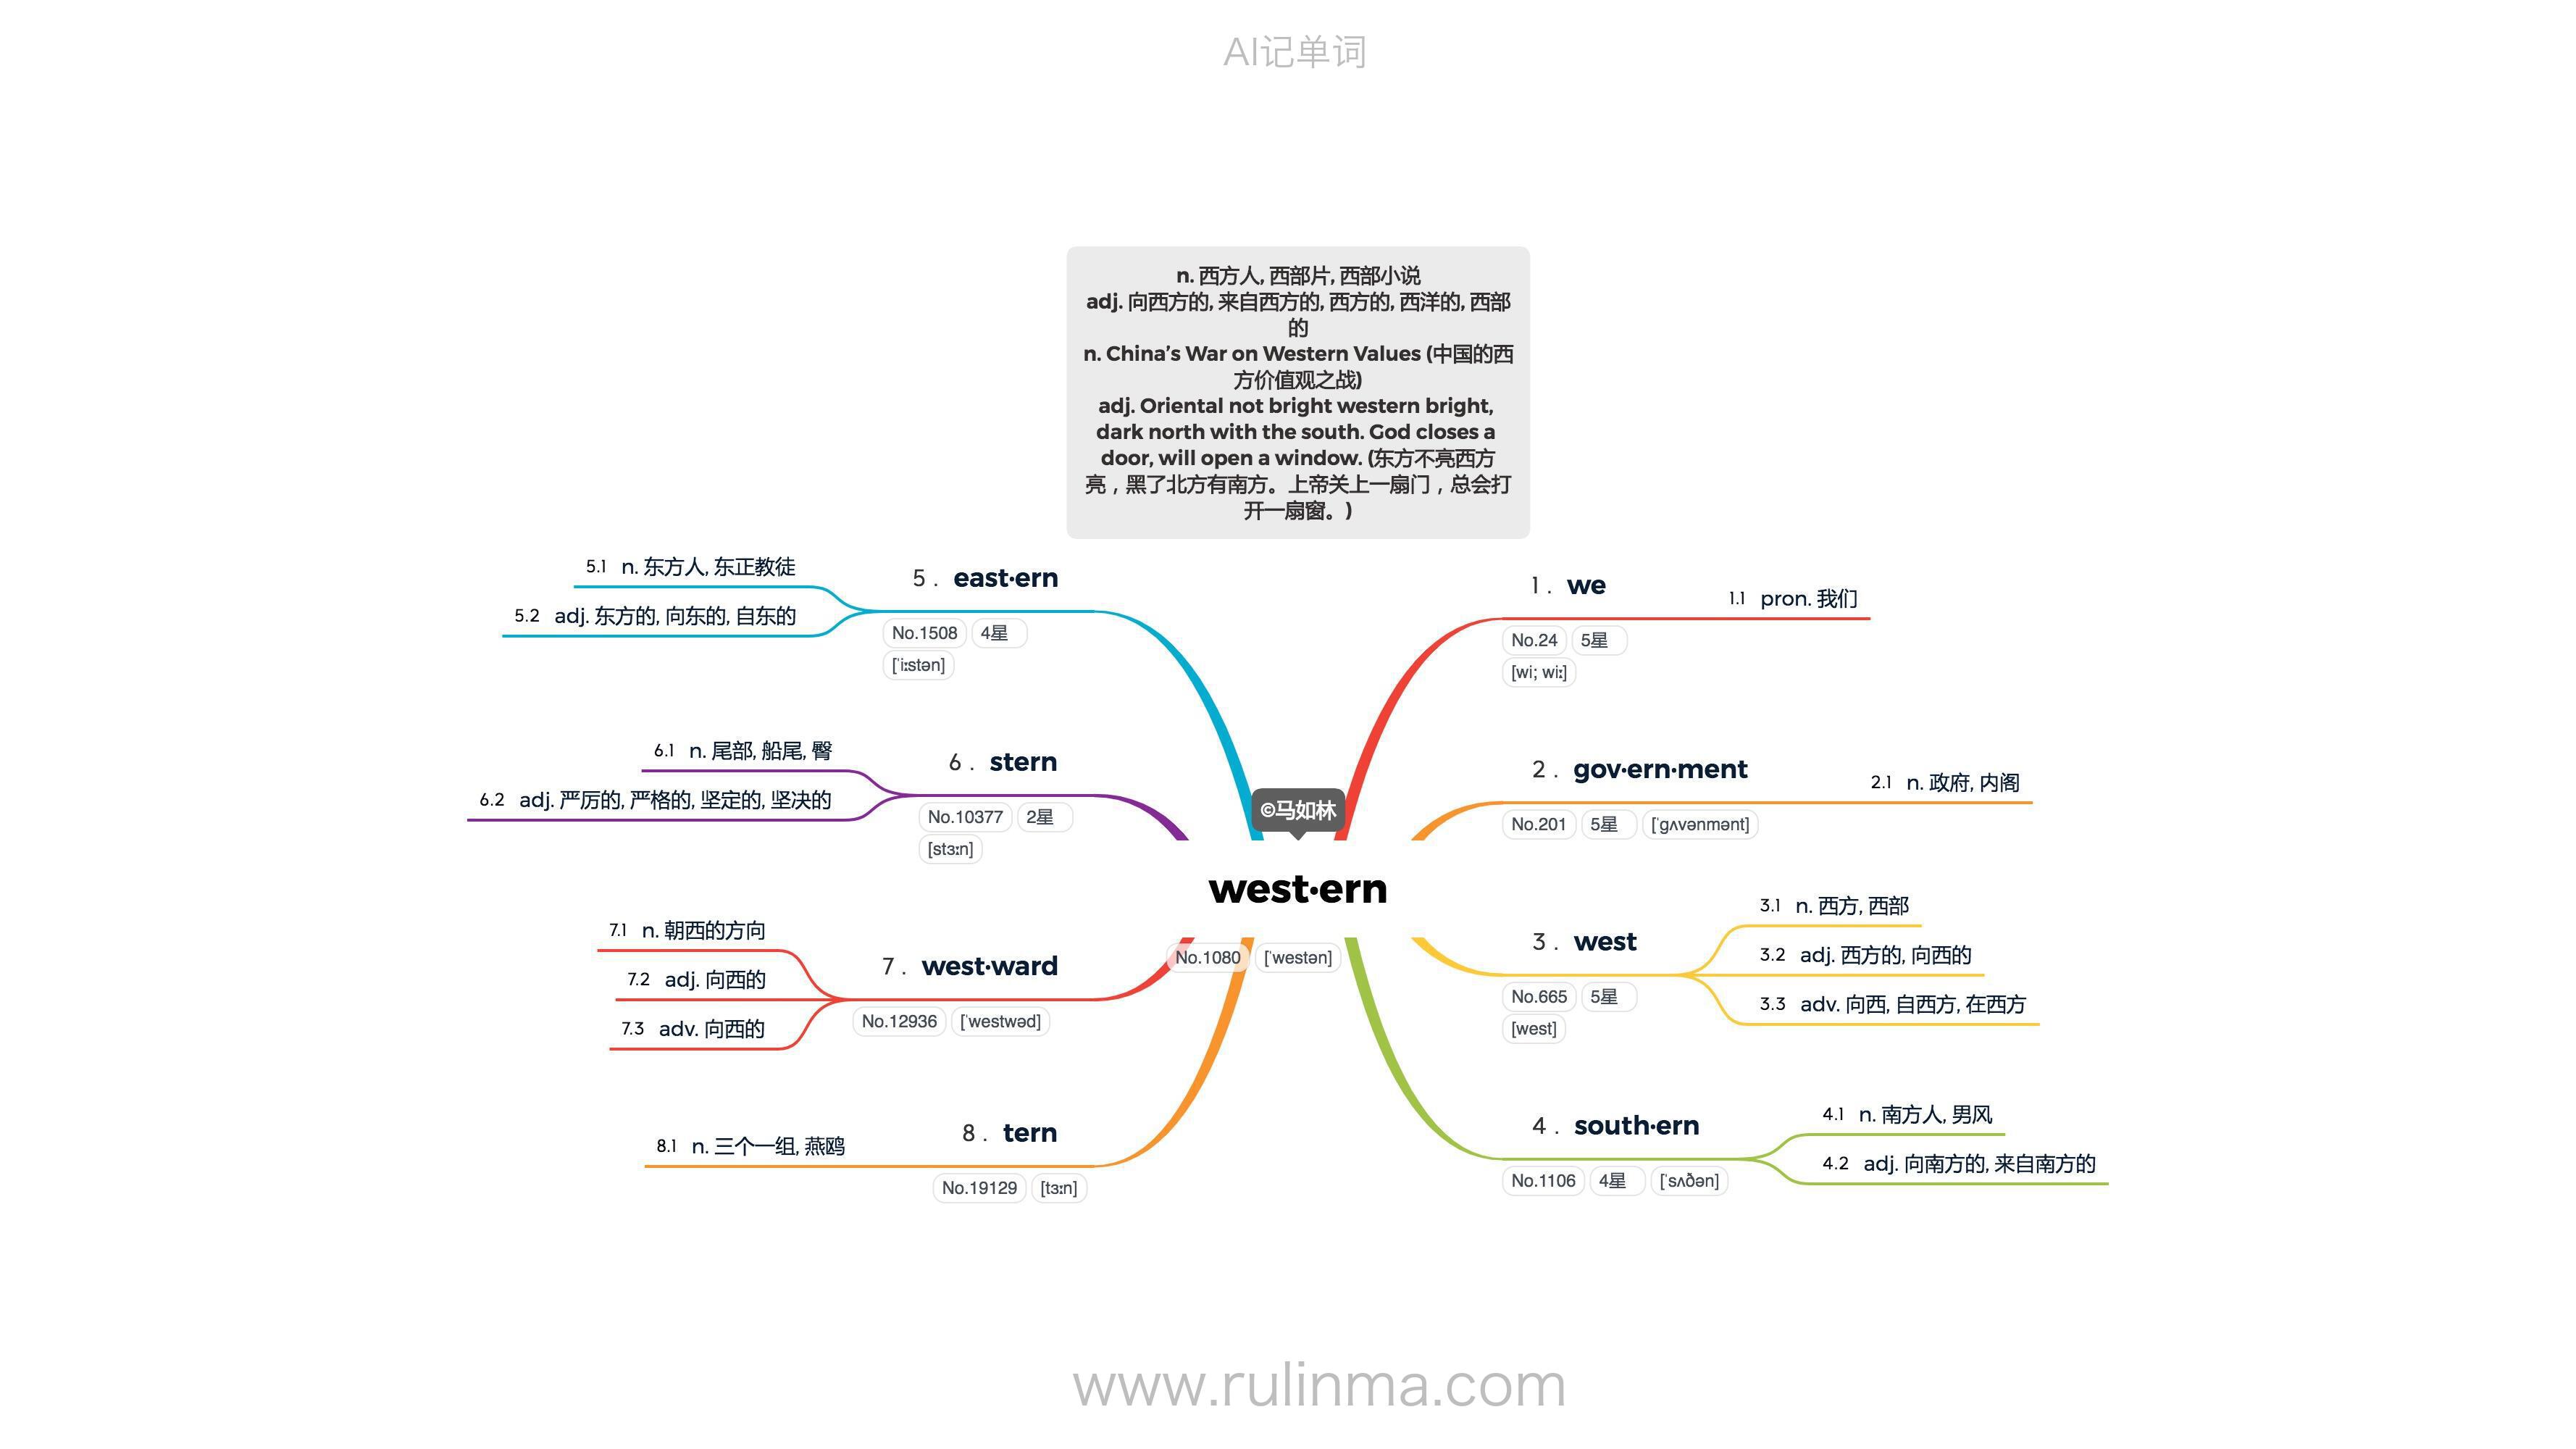 AI记单词
n. 西方人, 西部片, 西部小说
adj. 向西方的, 来自西方的, 西方的, 西洋的, 西部
的
n. China’s War on Western Values (中国的西
方价值观之战)
adj. Oriental not bright western bright,
dark north with the south. God closes a
door, will open a window. (东方不亮西方
亮，黑了北方有南方。上帝关上一扇门，总会打
开一扇窗。)
©马如林
west·ern
No.1080 [ˈwestən]
1 . we
No.24 5星
[wi; wiː]
1.1 pron. 我们
2 . gov·ern·ment
No.201 5星 [ˈɡʌvənmənt]
2.1 n. 政府, 内阁
3 . west
No.665 5星
[west]
3.1 n. 西方, 西部
3.2 adj. 西方的, 向西的
3.3 adv. 向西, 自西方, 在西方
4 . south·ern
No.1106 4星 [ˈsʌðən]
4.1 n. 南方人, 男风
4.2 adj. 向南方的, 来自南方的
5 . east·ern
No.1508 4星
[ˈiːstən]
5.1 n. 东方人, 东正教徒
5.2 adj. 东方的, 向东的, 自东的
6 . stern
No.10377 2星
[stɜːn]
6.1 n. 尾部, 船尾, 臀
6.2 adj. 严厉的, 严格的, 坚定的, 坚决的
7 . west·ward
No.12936 [ˈwestwəd]
7.1 n. 朝西的方向
7.2 adj. 向西的
7.3 adv. 向西的
8 . tern
No.19129 [tɜːn]
8.1 n. 三个一组, 燕鸥
www.rulinma.com